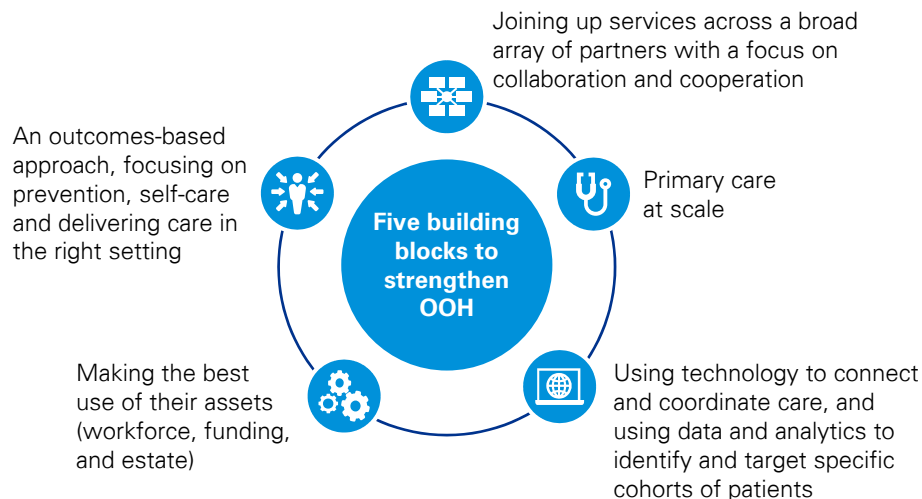 Joining up services across a broad
array of partners with a focus on
collaboration and cooperation
Primary care
at scale
Using technology to connect
and coordinate care, and
using data and analytics to
identify and target specific
cohorts of patients
Making the best
use of their assets
(workforce, funding,
and estate)
An outcomes-based
approach, focusing on
prevention, self-care
and delivering care in
the right setting
Five building
blocks to
strengthen
OOH